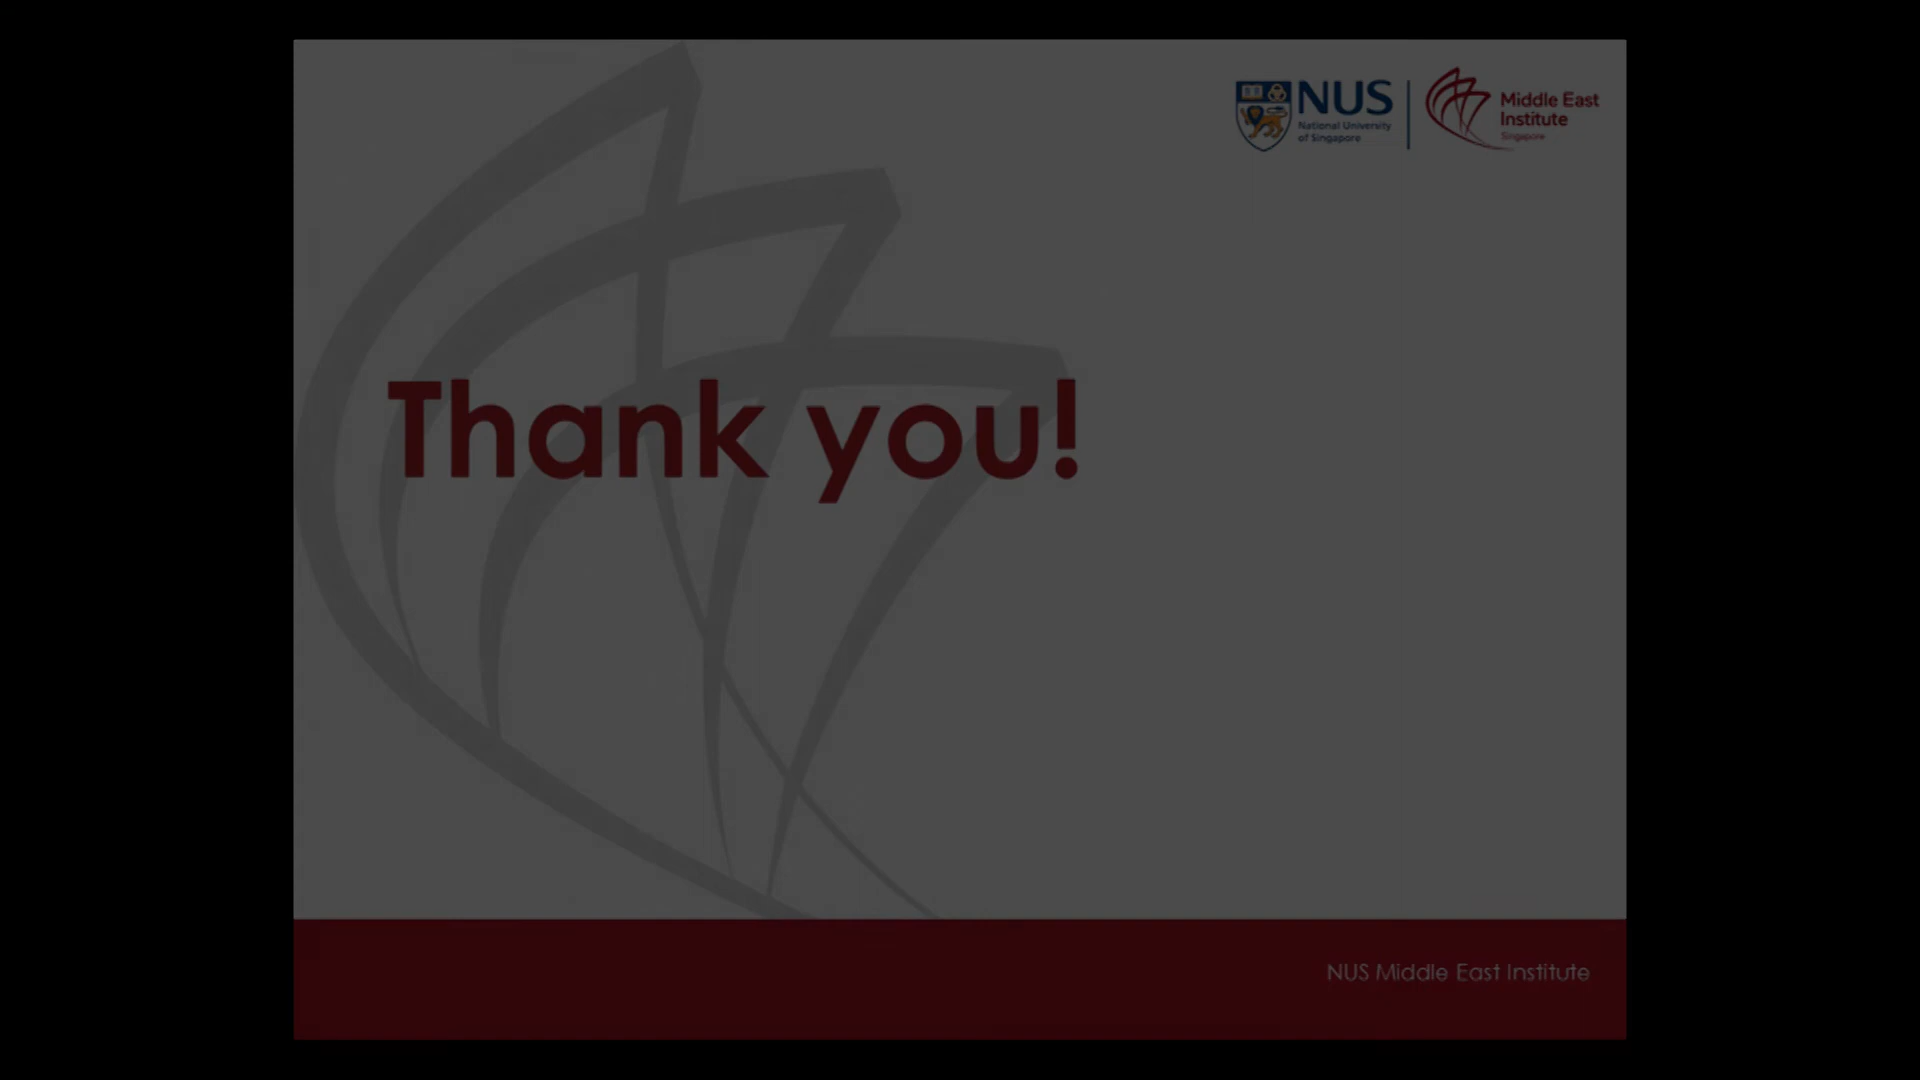 NUS
National University
of Singapore
Middle East
Institute
Singapore
Thank you!
NUS Middle East Institute